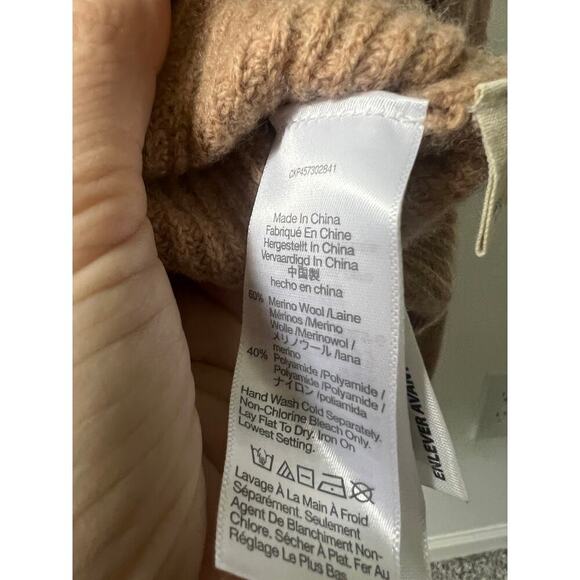 CKP457302841
Made In China
Fabriqué En Chine
Hergestellt In China
Vervaardigd In China
中国製
hecho en china
60% Merino Wool /Laine
Mérinos /Merino
Wolle /Merinowol /
メリノウール /lana
merino
40% Polyamide /Polyamide /
Polyamide /Polyamide /
ナイロン /poliamida
Hand Wash Cold Separately.
Non-Chlorine Bleach Only.
Lay Flat To Dry. Iron On
Lowest Setting.
Lavage À La Main À Froid
Séparément. Seulement
Agent De Blanchiment Non-
Chlore. Sécher À Plat. Fer Au
Réglage Le Plus Bas.
ENLEVER AVANT